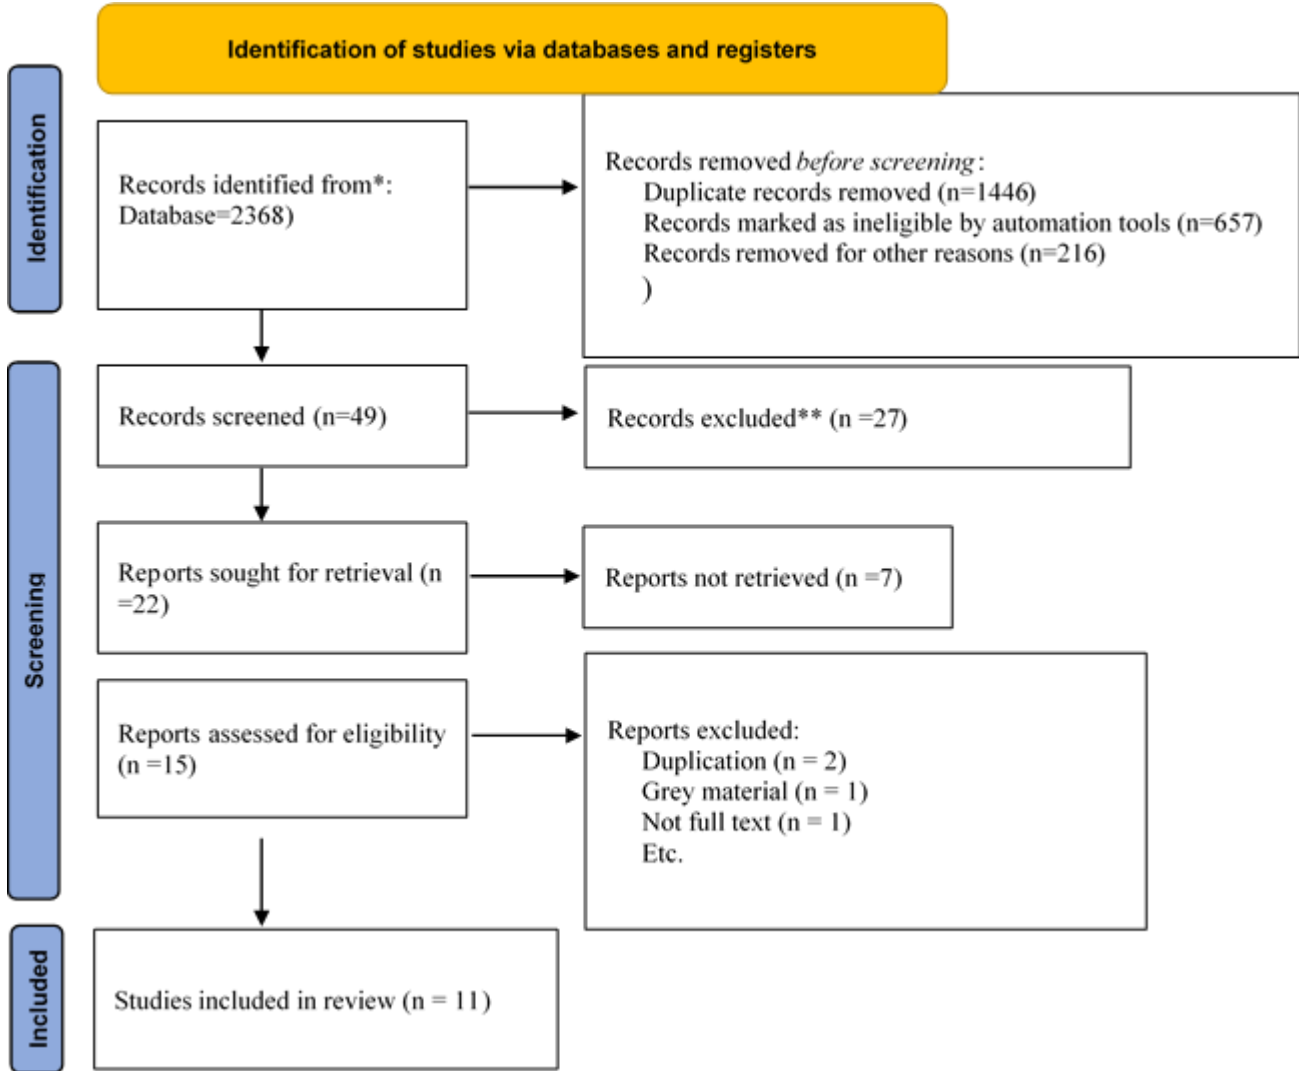 Identification of studies via databases and registers
Identification
Records identified from*:
Database=2368)
Records removed before screening:
Duplicate records removed (n=1446)
Records marked as ineligible by automation tools (n=657)
Records removed for other reasons (n=216)
)
Screening
Records screened (n=49)
Records excluded** (n =27)
Reports sought for retrieval (n
=22)
Reports not retrieved (n =7)
Reports assessed for eligibility
(n =15)
Reports excluded:
Duplication (n = 2)
Grey material (n = 1)
Not full text (n = 1)
Etc.
Included
Studies included in review (n = 11)